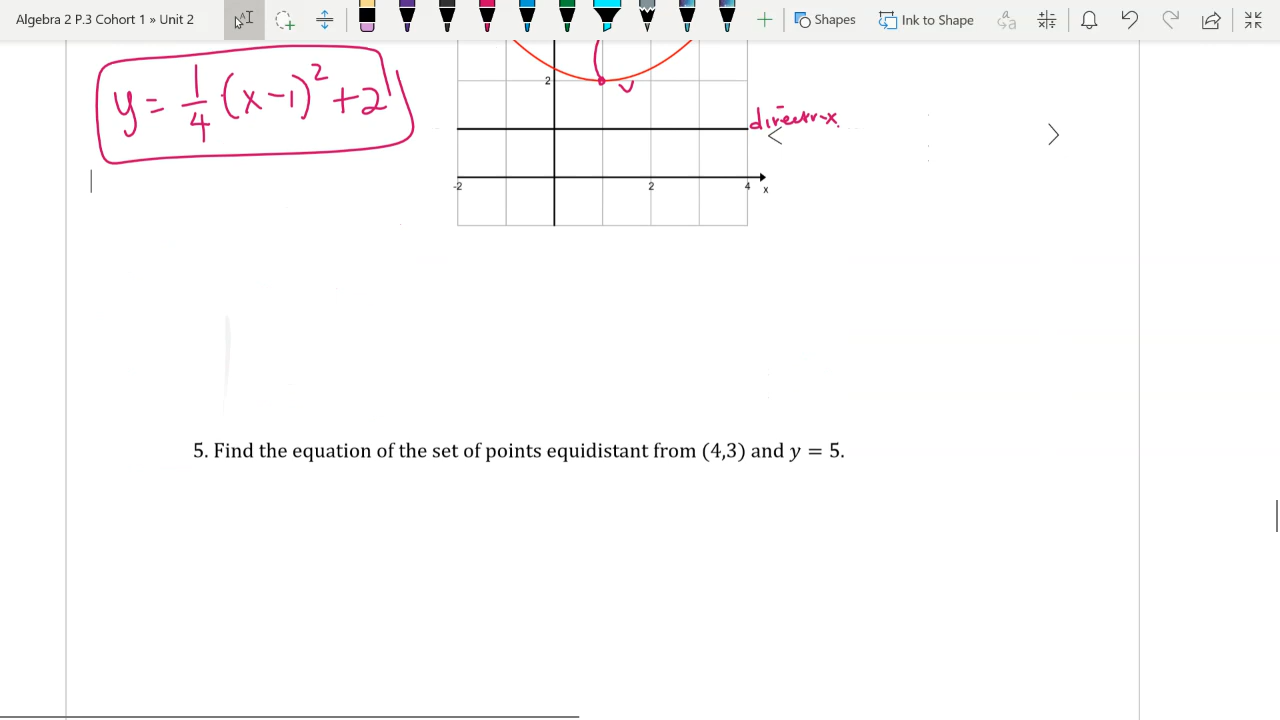 Algebra 2 P.3 Cohort 1 » Unit 2
Shapes
Ink to Shape
y = 1/4 (x-1)² + 2
2
v
directrix
-2 2 4 x
5. Find the equation of the set of points equidistant from (4,3) and y = 5.